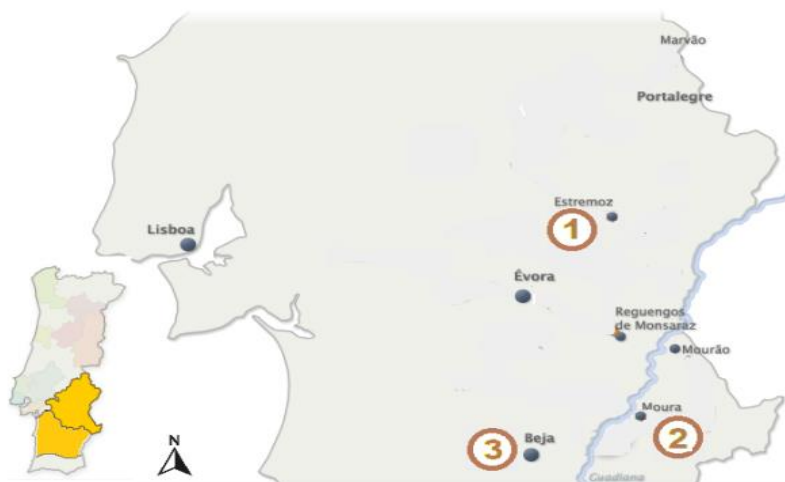 Marvão
Portalegre
Estremoz
1
Lisboa
Évora
Reguengos
de Monsaraz
Mourão
Moura
2
3
Beja
N
Guadiana